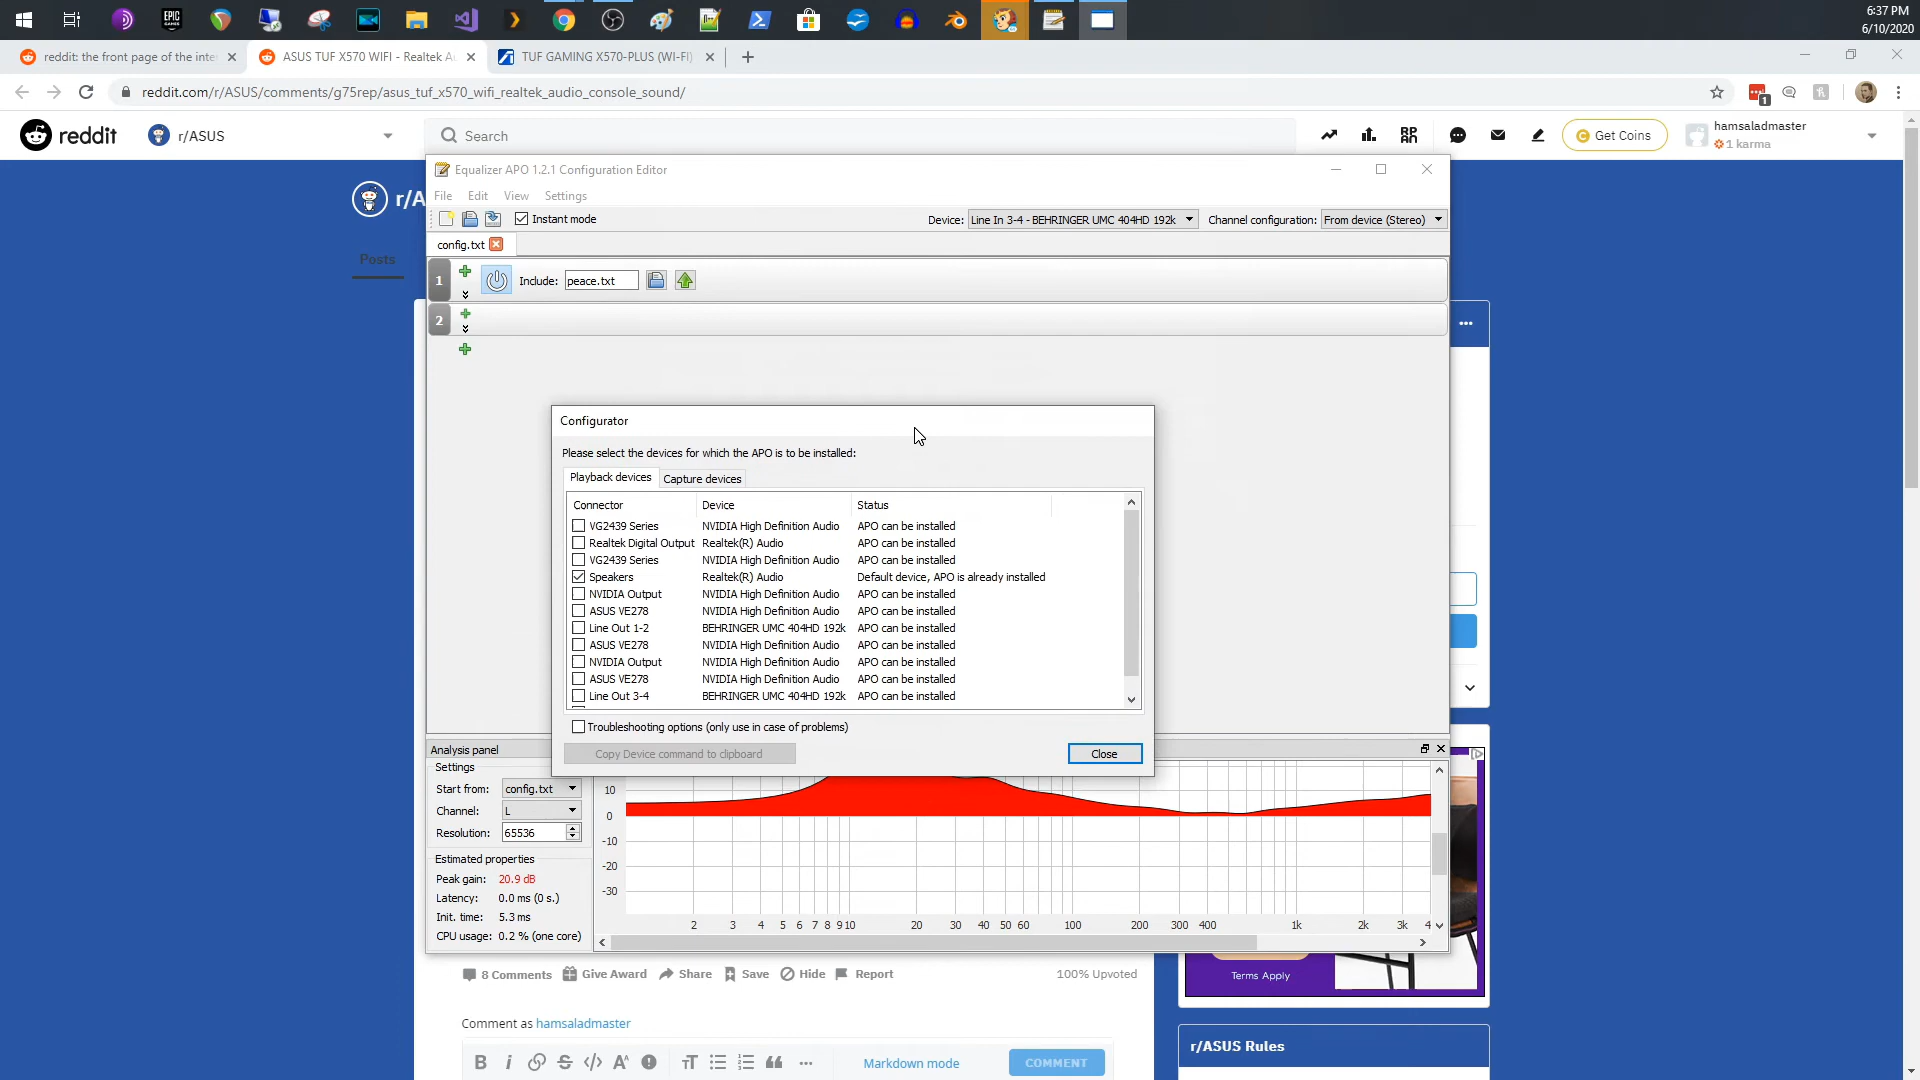 EPIC
GAMES
6:37 PM
6/10/2020
reddit: the front page of the inte
ASUS TUF X570 WIFI - Realtek Au
TUF GAMING X570-PLUS (WI-FI)
reddit.com/r/ASUS/comments/g75rep/asus_tuf_x570_wifi_realtek_audio_console_sound/
1
reddit
r/ASUS
Search
RP
AN
Get Coins
hamsaladmaster
1 karma
r/A
Posts
Equalizer APO 1.2.1 Configuration Editor
File Edit View Settings
Instant mode
Device: Line In 3-4 - BEHRINGER UMC 404HD 192k
Channel configuration: From device (Stereo)
config.txt
1 Include: peace.txt
2
Configurator
Please select the devices for which the APO is to be installed:
Playback devices Capture devices
Connector Device Status
VG2439 Series NVIDIA High Definition Audio APO can be installed
Realtek Digital Output Realtek(R) Audio APO can be installed
VG2439 Series NVIDIA High Definition Audio APO can be installed
Speakers Realtek(R) Audio Default device, APO is already installed
NVIDIA Output NVIDIA High Definition Audio APO can be installed
ASUS VE278 NVIDIA High Definition Audio APO can be installed
Line Out 1-2 BEHRINGER UMC 404HD 192k APO can be installed
ASUS VE278 NVIDIA High Definition Audio APO can be installed
NVIDIA Output NVIDIA High Definition Audio APO can be installed
ASUS VE278 NVIDIA High Definition Audio APO can be installed
Line Out 3-4 BEHRINGER UMC 404HD 192k APO can be installed
Troubleshooting options (only use in case of problems)
Copy Device command to clipboard
Close
Analysis panel
Settings
Start from: config.txt
Channel: L
Resolution: 65536
Estimated properties
Peak gain: 20.9 dB
Latency: 0.0 ms (0 s.)
Init. time: 5.3 ms
CPU usage: 0.2 % (one core)
10
0
-10
-20
-30
2 3 4 5 6 7 8 9 10 20 30 40 50 60 100 200 300 400 1k 2k 3k 4
Terms Apply
8 Comments Give Award Share Save Hide Report 100% Upvoted
Comment as hamsaladmaster
r/ASUS Rules
Markdown mode
COMMENT